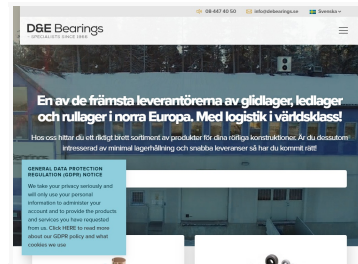 08-447 40 50
info@debearings.se
Svenska
D&E Bearings
- SPECIALISTS SINCE 1986
En av de främsta leverantörerna av glidlager, ledlager
och rullager i norra Europa. Med logistik i världsklass!
Hos oss hittar du ett riktigt brett sortiment av produkter för dina rörliga konstruktioner. Är du dessutom
intresserad av minimal lagerhållning och snabba leveranser så har du kommit rätt!
GENERAL DATA PROTECTION
REGULATION (GDPR) NOTICE
We take your privacy seriously and
will only use your personal
information to administer your
account and to provide the products
and services you have requested
from us. Click HERE to read more
about our GDPR policy and what
cookies we use.